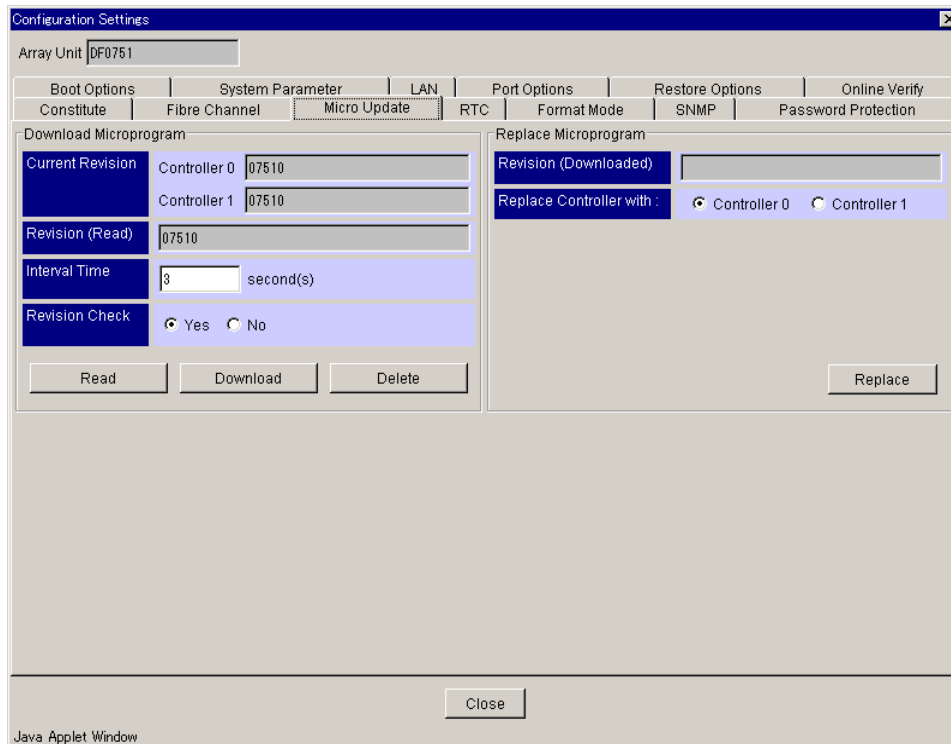 Configuration Settings
Array Unit DF0751
Boot Options System Parameter LAN Port Options Restore Options Online Verify
Constitute Fibre Channel Micro Update RTC Format Mode SNMP Password Protection
Download Microprogram
Current Revision Controller 0 07510
Controller 1 07510
Revision (Read) 07510
Interval Time 3 second(s)
Revision Check Yes No
Read Download Delete
Replace Microprogram
Revision (Downloaded)
Replace Controller with : Controller 0 Controller 1
Replace
Close
Java Applet Window